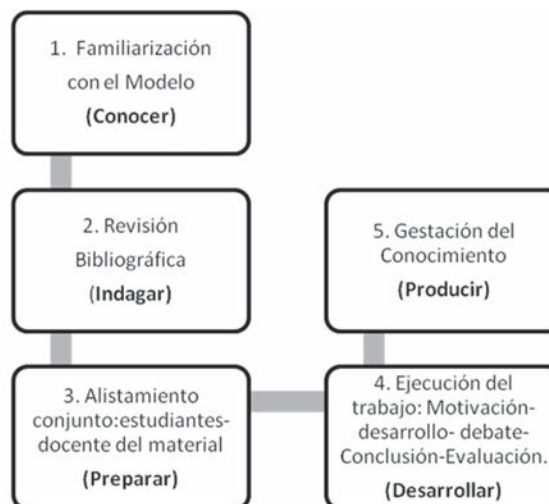 1. Familiarización
con el Modelo
(Conocer)
2. Revisión
Bibliográfica
(Indagar)
3. Alistamiento
conjunto:estudiantes-
docente del material
(Preparar)
4. Ejecución del
trabajo: Motivación-
desarrollo- debate-
Conclusión-Evaluación.
(Desarrollar)
5. Gestación del
Conocimiento
(Producir)